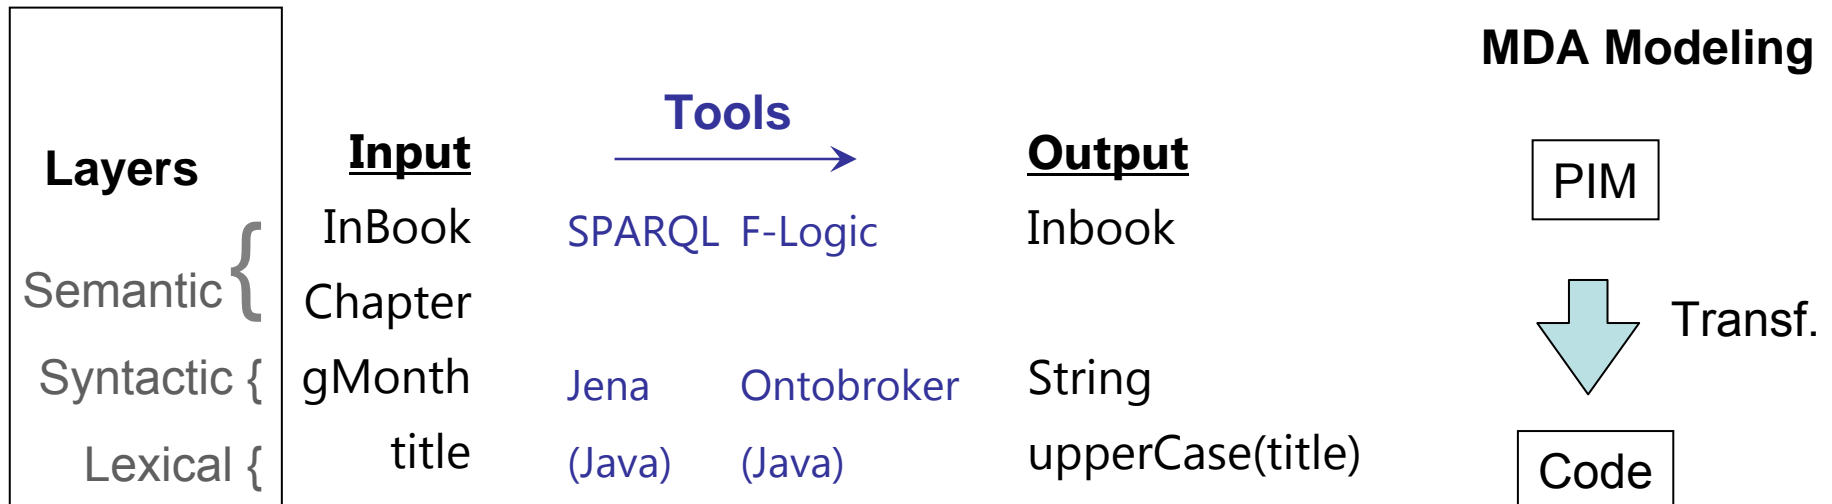 MDA Modeling
Tools
Layers Input Output PIM
InBook SPARQL F-Logic Inbook
Semantic { Chapter Transf.
Syntactic { gMonth Jena Ontobroker String
Lexical { title (Java) (Java) upperCase(title) Code